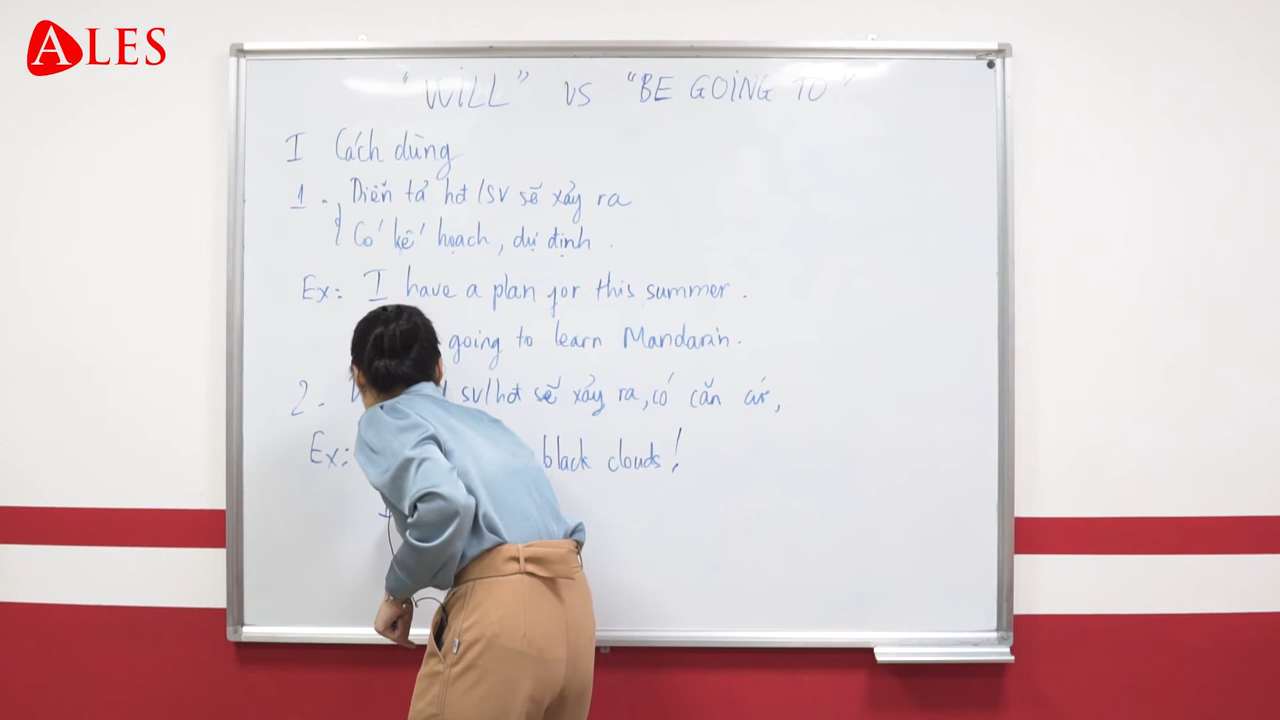 ALES
"WILL" vs "BE GOING TO"
I Cách dùng
1. Diễn tả hđ/SV sẽ xảy ra
Có kế hoạch, dự định.
Ex: I have a plan for this summer.
going to learn Mandarin.
2. sv/hđ sẽ xảy ra, có căn cứ,
Ex: black clouds!